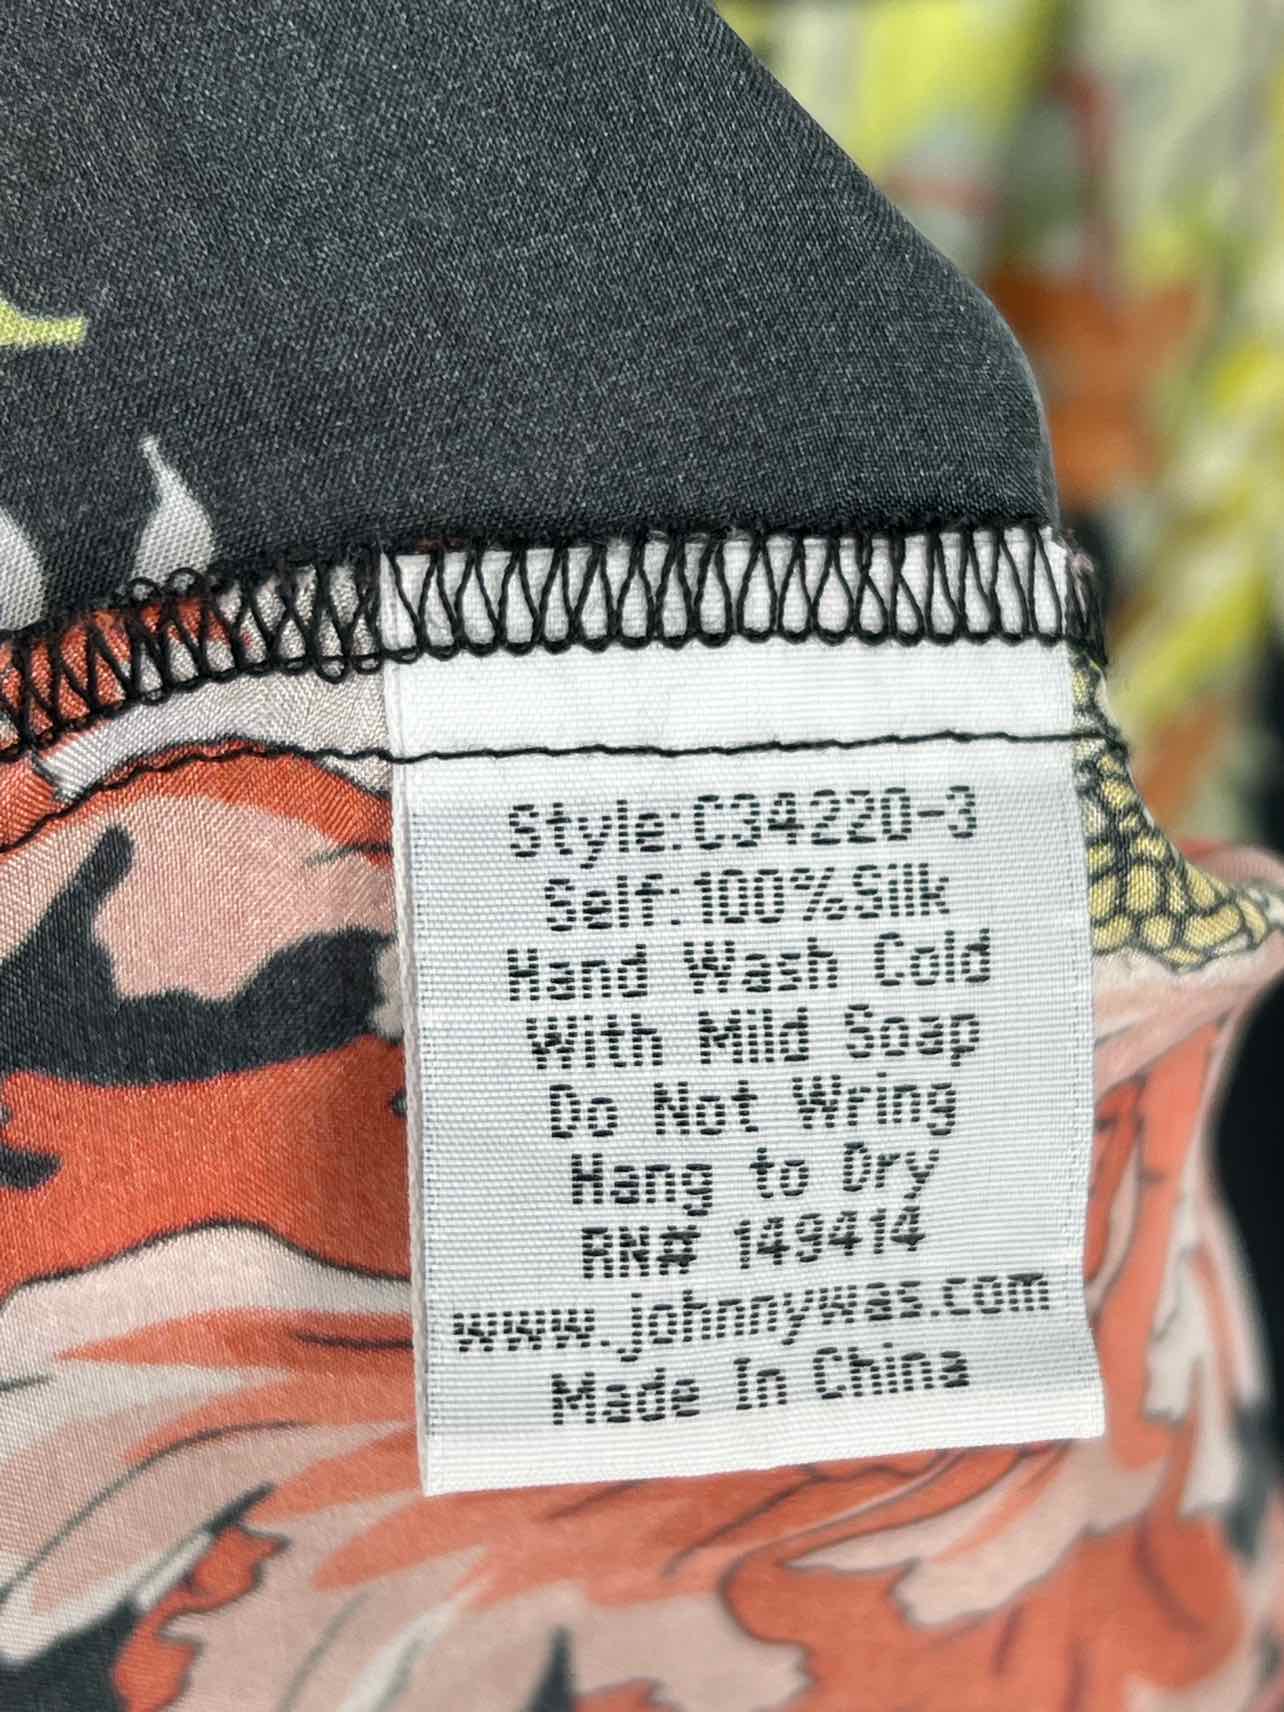 Style:C34220-3
Self:100%Silk
Hand Wash Cold
With Mild Soap
Do Not Wring
Hang to Dry
RN# 149414
www.johnnywas.com
Made In China